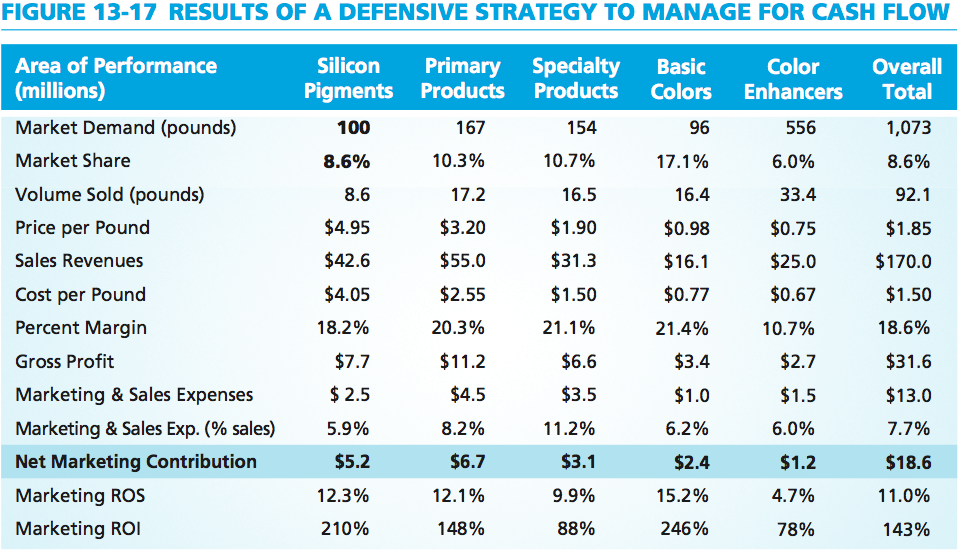 FIGURE 13-17 RESULTS OF A DEFENSIVE STRATEGY TO MANAGE FOR CASH FLOW
Area of Performance (millions) Silicon Pigments Primary Products Specialty Products Basic Colors Color Enhancers Overall Total
Market Demand (pounds) 100 167 154 96 556 1,073
Market Share 8.6% 10.3% 10.7% 17.1% 6.0% 8.6%
Volume Sold (pounds) 8.6 17.2 16.5 16.4 33.4 92.1
Price per Pound $4.95 $3.20 $1.90 $0.98 $0.75 $1.85
Sales Revenues $42.6 $55.0 $31.3 $16.1 $25.0 $170.0
Cost per Pound $4.05 $2.55 $1.50 $0.77 $0.67 $1.50
Percent Margin 18.2% 20.3% 21.1% 21.4% 10.7% 18.6%
Gross Profit $7.7 $11.2 $6.6 $3.4 $2.7 $31.6
Marketing & Sales Expenses $ 2.5 $4.5 $3.5 $1.0 $1.5 $13.0
Marketing & Sales Exp. (% sales) 5.9% 8.2% 11.2% 6.2% 6.0% 7.7%
Net Marketing Contribution $5.2 $6.7 $3.1 $2.4 $1.2 $18.6
Marketing ROS 12.3% 12.1% 9.9% 15.2% 4.7% 11.0%
Marketing ROI 210% 148% 88% 246% 78% 143%